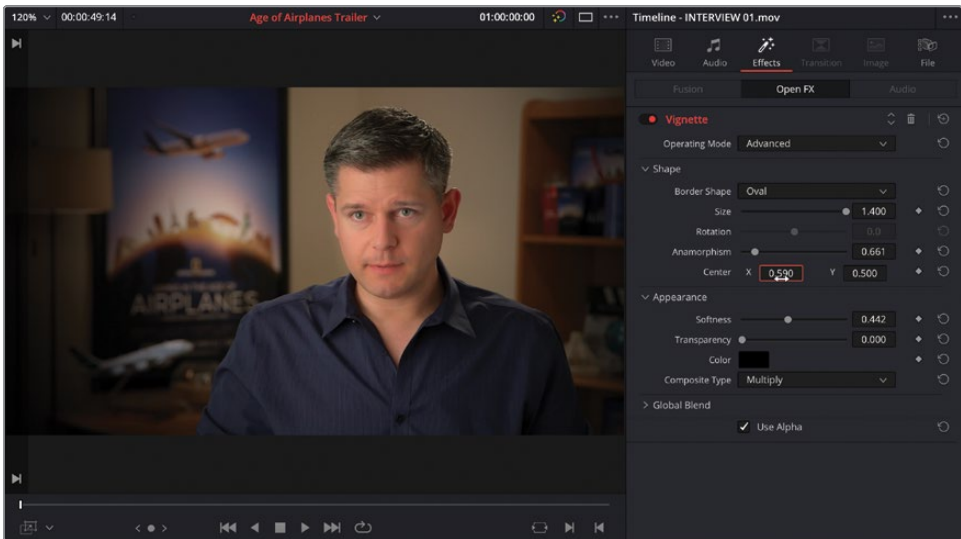 120% 00:00:49:14 Age of Airplanes Trailer 01:00:00:00 Timeline - INTERVIEW 01.mov
Video Audio Effects Transition Image File
Fusion Open FX Audio
Vignette
Operating Mode Advanced
Shape
Border Shape Oval
Size 1.400
Rotation 0.0
Anamorphism 0.661
Center X 0.590 Y 0.500
Appearance
Softness 0.442
Transparency 0.000
Color
Composite Type Multiply
Global Blend
Use Alpha
AIRPLANES